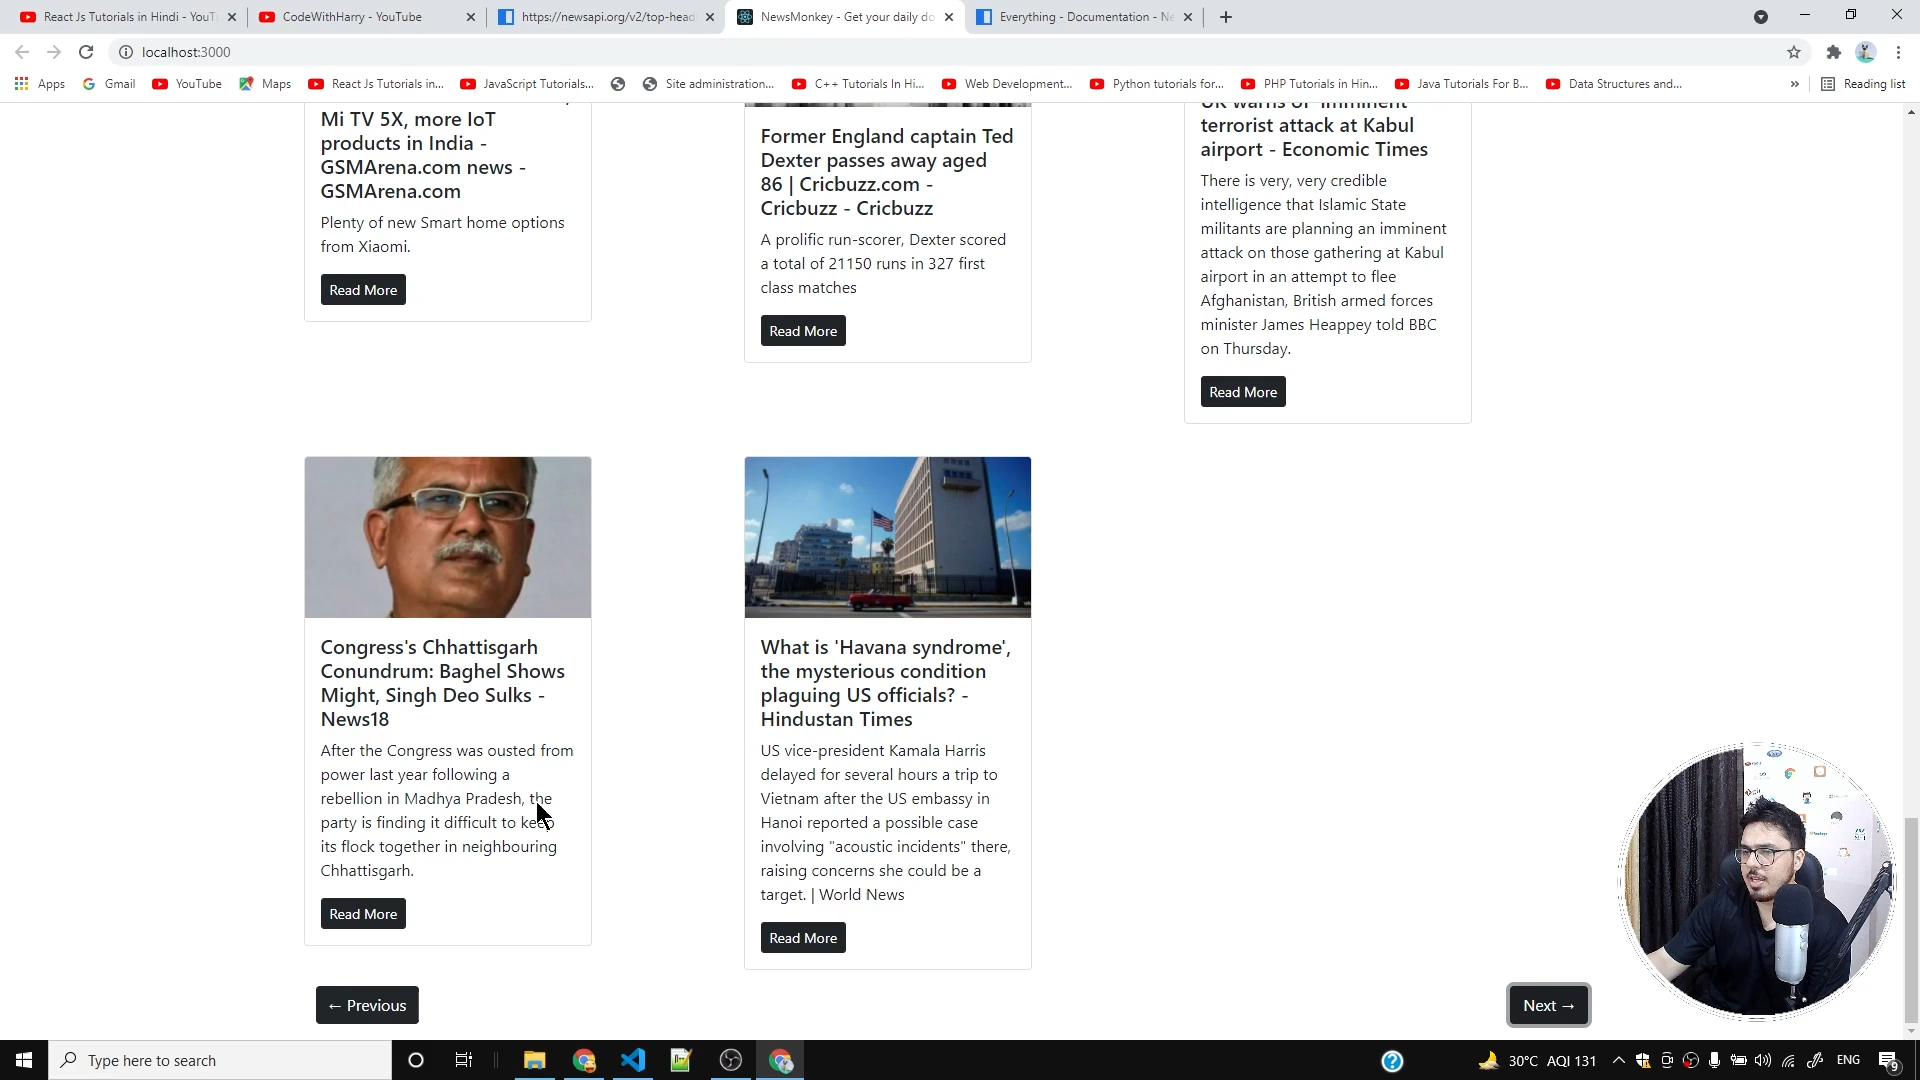 React Js Tutorials in Hindi - YouT
CodeWithHarry - YouTube
https://newsapi.org/v2/top-head
NewsMonkey - Get your daily do
Everything - Documentation - Ne
localhost:3000
Apps
Gmail
YouTube
Maps
React Js Tutorials in...
JavaScript Tutorials...
Site administration...
C++ Tutorials In Hi...
Web Development...
Python tutorials for...
PHP Tutorials in Hin...
Java Tutorials For B...
Data Structures and...
»
Reading list
Mi TV 5X, more IoT
products in India -
GSMArena.com news -
GSMArena.com
Plenty of new Smart home options
from Xiaomi.
Read More
Former England captain Ted
Dexter passes away aged
86 | Cricbuzz.com -
Cricbuzz - Cricbuzz
A prolific run-scorer, Dexter scored
a total of 21150 runs in 327 first
class matches
Read More
UK warns of 'imminent'
terrorist attack at Kabul
airport - Economic Times
There is very, very credible
intelligence that Islamic State
militants are planning an imminent
attack on those gathering at Kabul
airport in an attempt to flee
Afghanistan, British armed forces
minister James Heappey told BBC
on Thursday.
Read More
Congress's Chhattisgarh
Conundrum: Baghel Shows
Might, Singh Deo Sulks -
News18
After the Congress was ousted from
power last year following a
rebellion in Madhya Pradesh, the
party is finding it difficult to keep
its flock together in neighbouring
Chhattisgarh.
Read More
What is 'Havana syndrome',
the mysterious condition
plaguing US officials? -
Hindustan Times
US vice-president Kamala Harris
delayed for several hours a trip to
Vietnam after the US embassy in
Hanoi reported a possible case
involving "acoustic incidents" there,
raising concerns she could be a
target. | World News
Read More
← Previous
Next →
Type here to search
30°C AQI 131
ENG
9